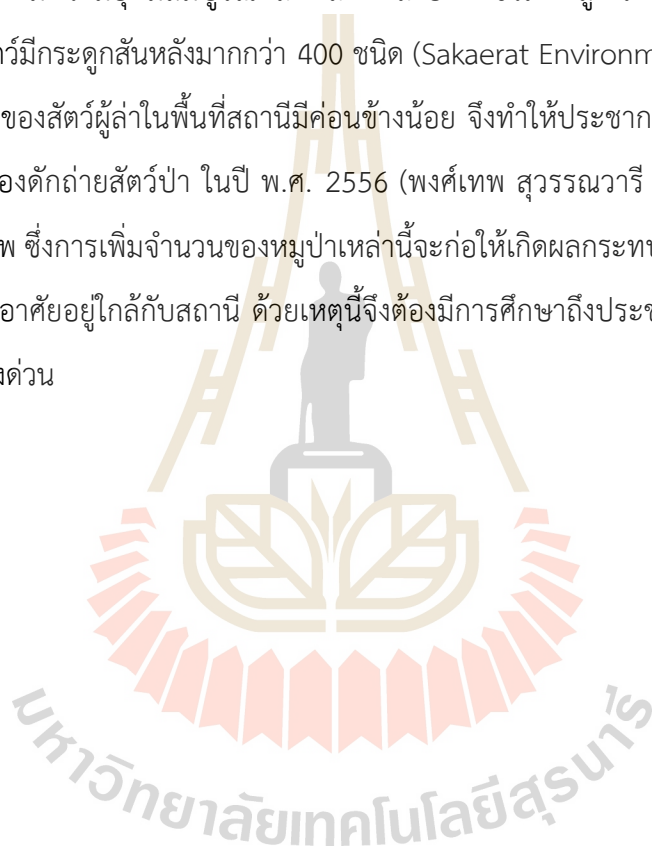 าว์มีกระดูกสันหลังมากกว่า 400 ชนิด (Sakaerat Environm
ของสัตว์ผู้ล่าในพื้นที่สถานีมีค่อนข้างน้อย จึงทำให้ประชาก
องดักถ่ายสัตว์ป่า ในปี พ.ศ. 2556 (พงศ์เทพ สุวรรณวารี
พ ซึ่งการเพิ่มจำนวนของหมูป่าเหล่านี้จะก่อให้เกิดผลกระทบ
อาศัยอยู่ใกล้กับสถานี ด้วยเหตุนี้จึงต้องมีการศึกษาถึงประช
งด่วน
มหาวิทยาลัยเทคโนโลยีสุรนารี